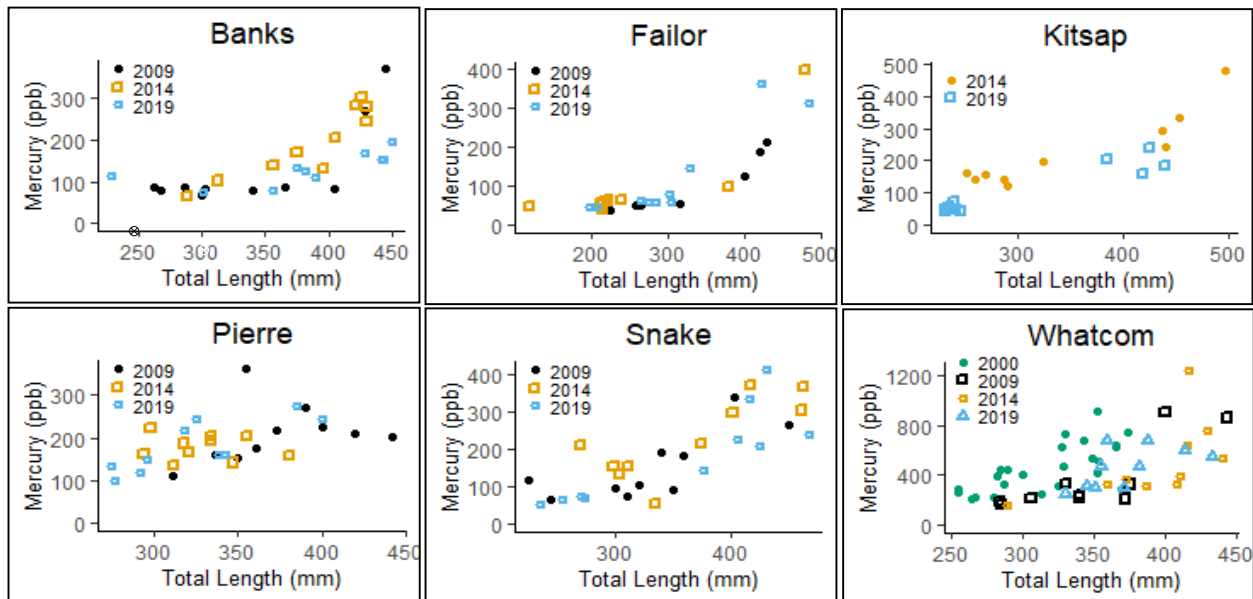 Banks
2009
2014
2019
Mercury (ppb)
300
200
100
0
250 300 350 400 450
Total Length (mm)
Failor
2009
2014
2019
Mercury (ppb)
400
300
200
100
0
200 300 400 500
Total Length (mm)
Kitsap
2014
2019
Mercury (ppb)
500
400
300
200
100
0
300 400 500
Total Length (mm)
Pierre
2009
2014
2019
Mercury (ppb)
300
200
100
0
300 350 400 450
Total Length (mm)
Snake
2009
2014
2019
Mercury (ppb)
400
300
200
100
0
300 400
Total Length (mm)
Whatcom
2000
2009
2014
2019
Mercury (ppb)
1200
800
400
0
255 300 350 400 450
Total Length (mm)